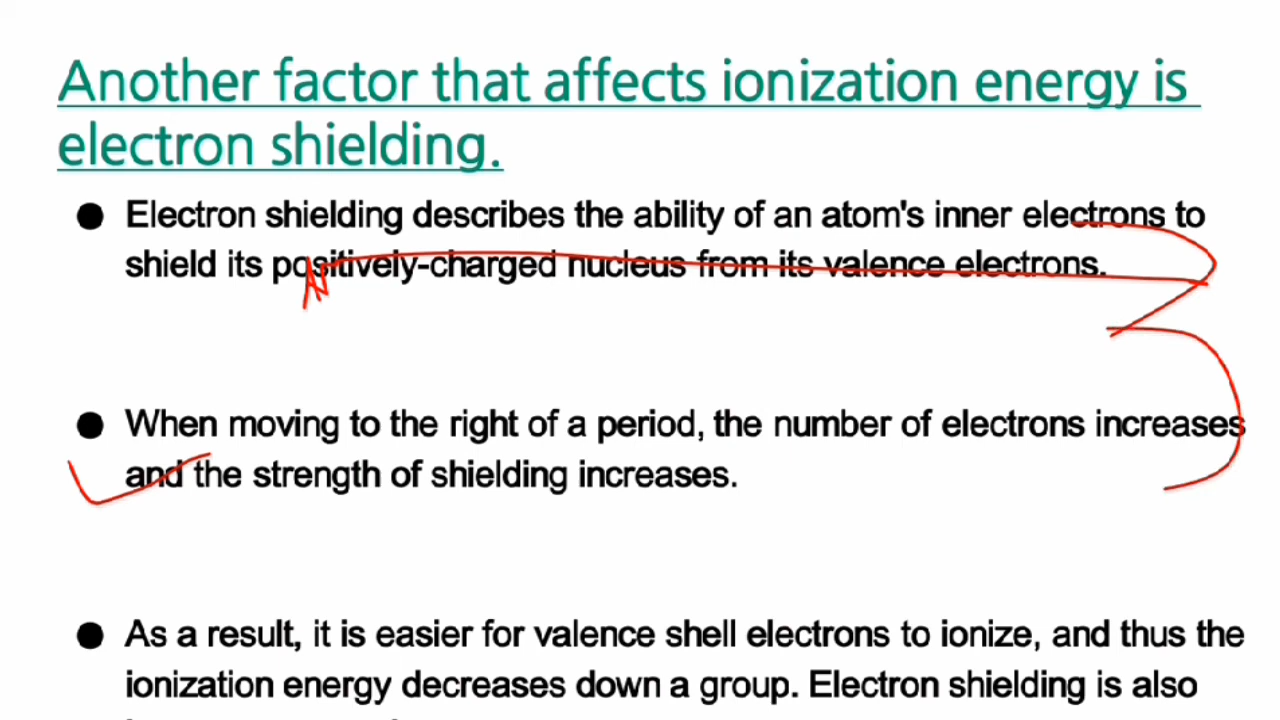 Another factor that affects ionization energy is
electron shielding.
● Electron shielding describes the ability of an atom's inner electrons to
shield its positively-charged nucleus from its valence electrons.
● When moving to the right of a period, the number of electrons increases
and the strength of shielding increases.
● As a result, it is easier for valence shell electrons to ionize, and thus the
ionization energy decreases down a group. Electron shielding is also